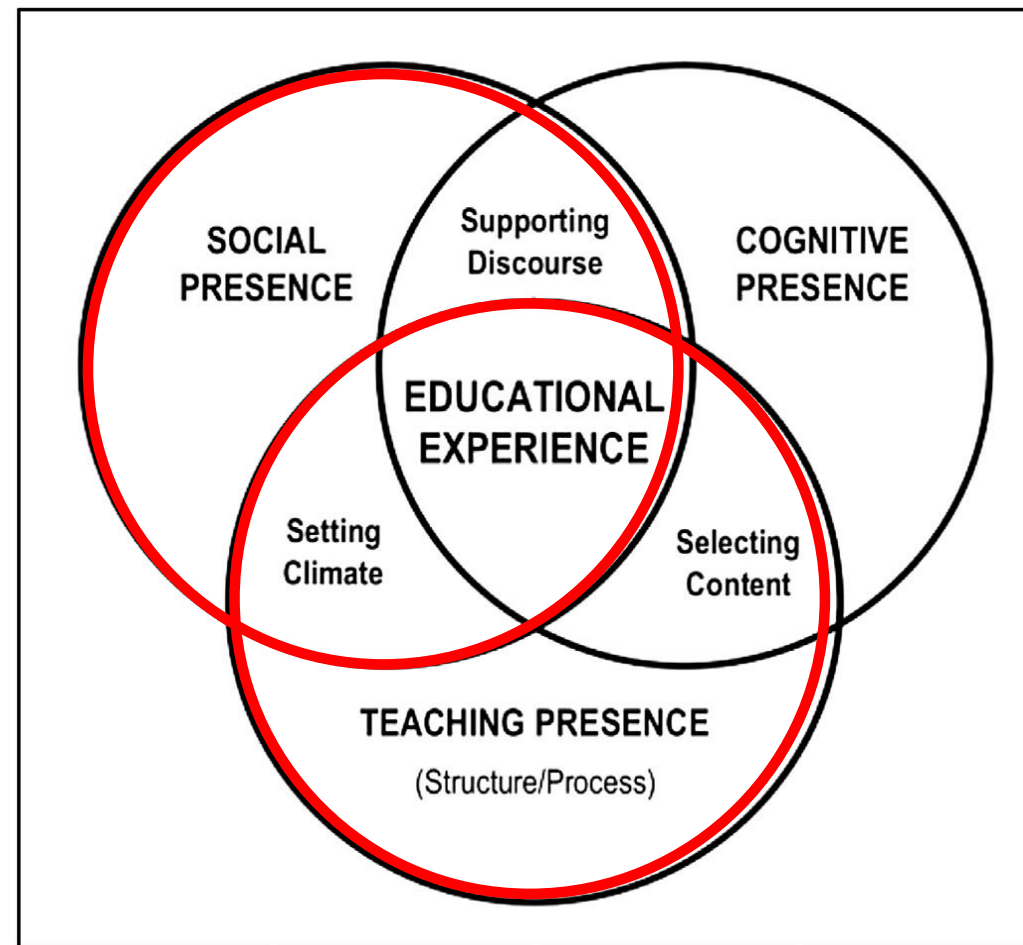 SOCIAL
PRESENCE
Supporting
Discourse
COGNITIVE
PRESENCE
EDUCATIONAL
EXPERIENCE
Setting
Climate
Selecting
Content
TEACHING PRESENCE
(Structure/Process)